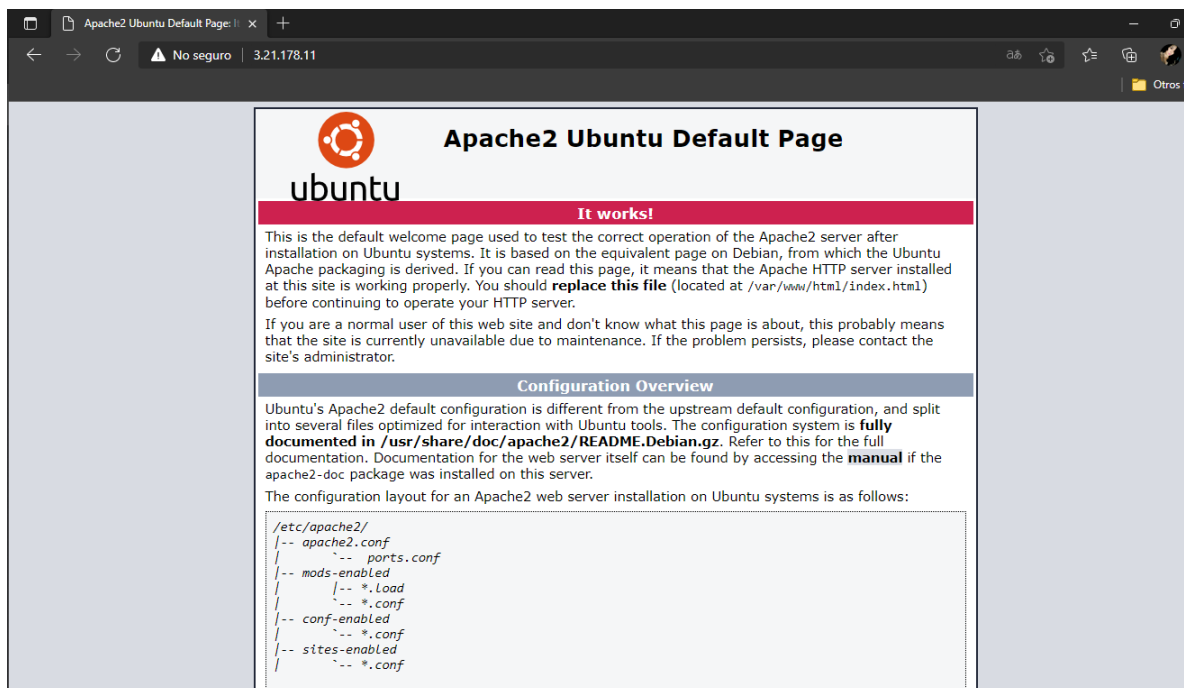 Apache2 Ubuntu Default Page: It
No seguro
3.21.178.11
Otros
Apache2 Ubuntu Default Page
ubuntu
It works!
This is the default welcome page used to test the correct operation of the Apache2 server after
installation on Ubuntu systems. It is based on the equivalent page on Debian, from which the Ubuntu
Apache packaging is derived. If you can read this page, it means that the Apache HTTP server installed
at this site is working properly. You should replace this file (located at /var/www/html/index.html)
before continuing to operate your HTTP server.
If you are a normal user of this web site and don't know what this page is about, this probably means
that the site is currently unavailable due to maintenance. If the problem persists, please contact the
site's administrator.
Configuration Overview
Ubuntu's Apache2 default configuration is different from the upstream default configuration, and split
into several files optimized for interaction with Ubuntu tools. The configuration system is fully
documented in /usr/share/doc/apache2/README.Debian.gz. Refer to this for the full
documentation. Documentation for the web server itself can be found by accessing the manual if the
apache2-doc package was installed on this server.
The configuration layout for an Apache2 web server installation on Ubuntu systems is as follows:
/etc/apache2/
|-- apache2.conf
|       `--  ports.conf
|-- mods-enabled
|       |-- *.load
|       `-- *.conf
|-- conf-enabled
|       `-- *.conf
|-- sites-enabled
|       `-- *.conf